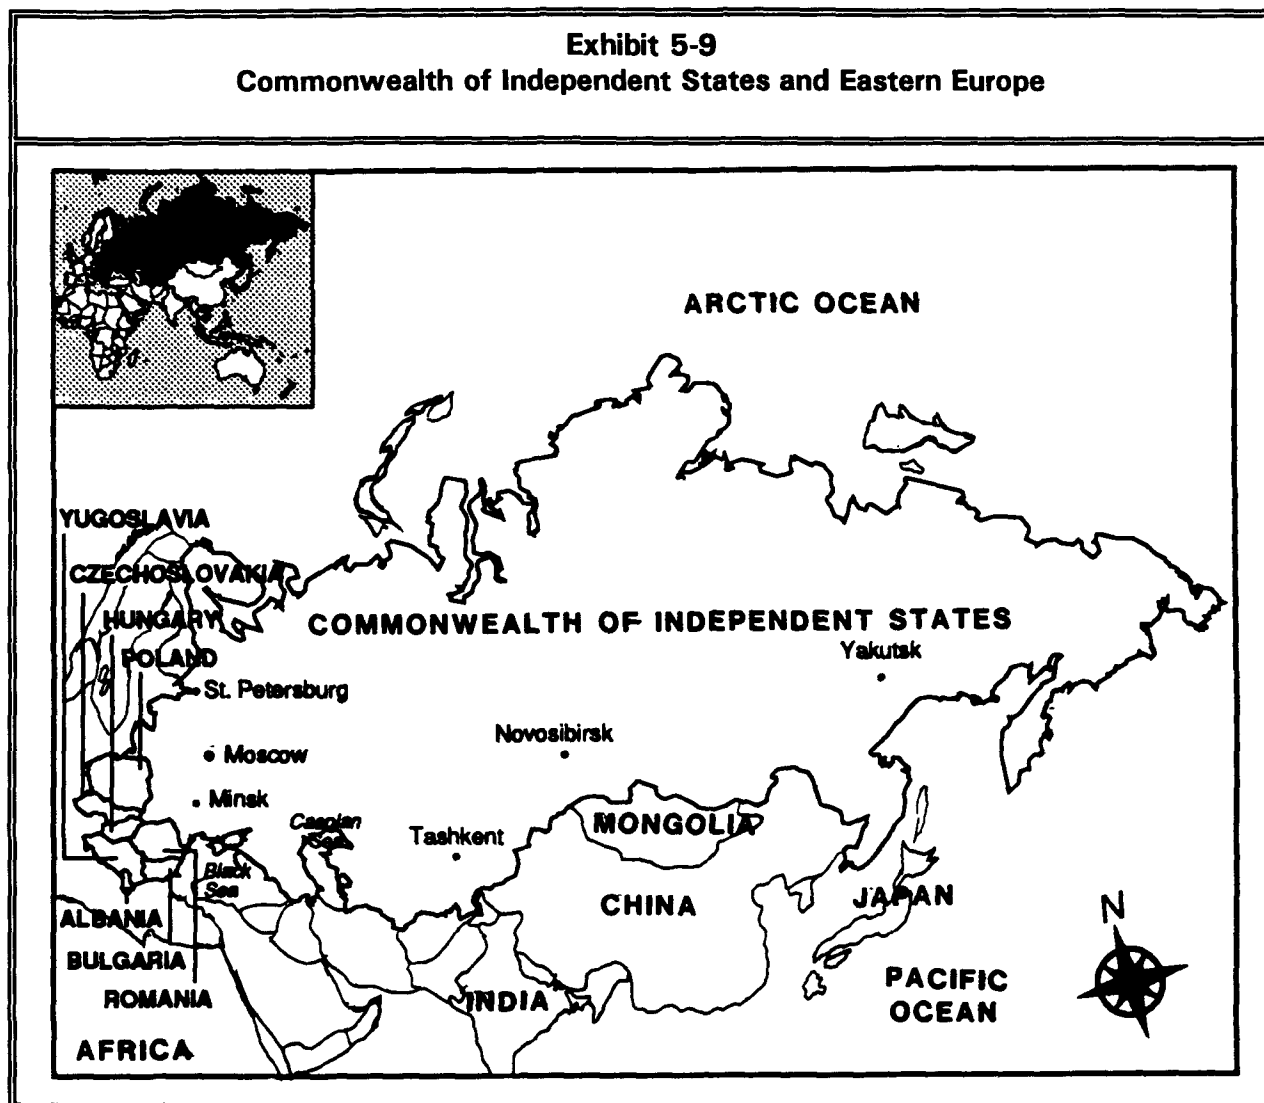 Exhibit 5-9
Commonwealth of Independent States and Eastern Europe
ARCTIC OCEAN
YUGOSLAVIA
CZECHOSLOVAKIA
HUNGARY
COMMONWEALTH OF INDEPENDENT STATES
POLAND
Yakutsk
St. Petersburg
Novosibirsk
Moscow
Minsk
Caspian
Sea
MONGOLIA
Tashkent
Black
Sea
CHINA
JAPAN
ALBANIA
N
BULGARIA
ROMANIA
INDIA
PACIFIC
OCEAN
AFRICA